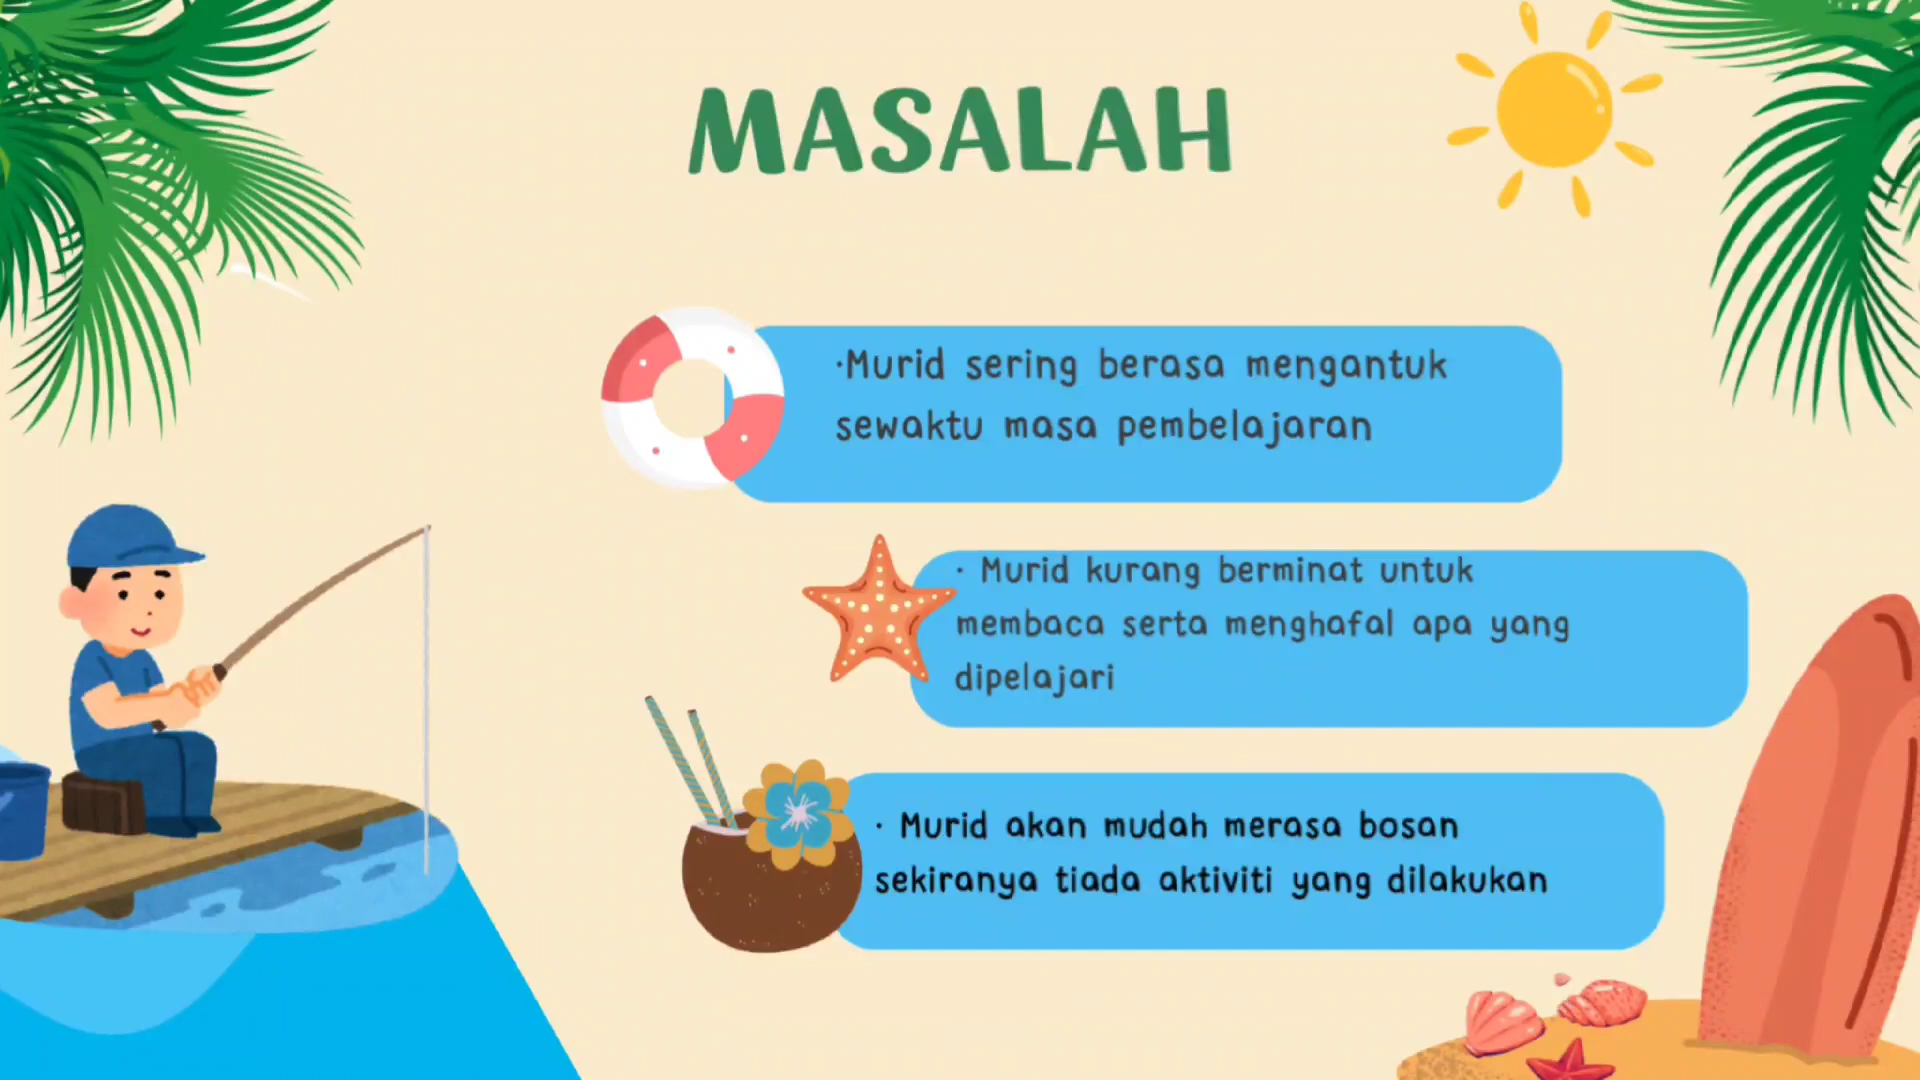 MASALAH
·Murid sering berasa mengantuk
sewaktu masa pembelajaran
· Murid kurang berminat untuk
membaca serta menghafal apa yang
dipelajari
· Murid akan mudah merasa bosan
sekiranya tiada aktiviti yang dilakukan